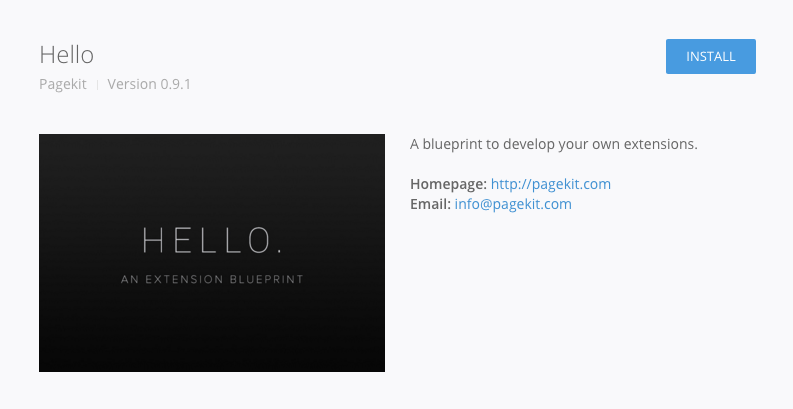 Hello
INSTALL
Pagekit | Version 0.9.1
HELLO.
AN EXTENSION BLUEPRINT
A blueprint to develop your own extensions.
Homepage: http://pagekit.com
Email: info@pagekit.com